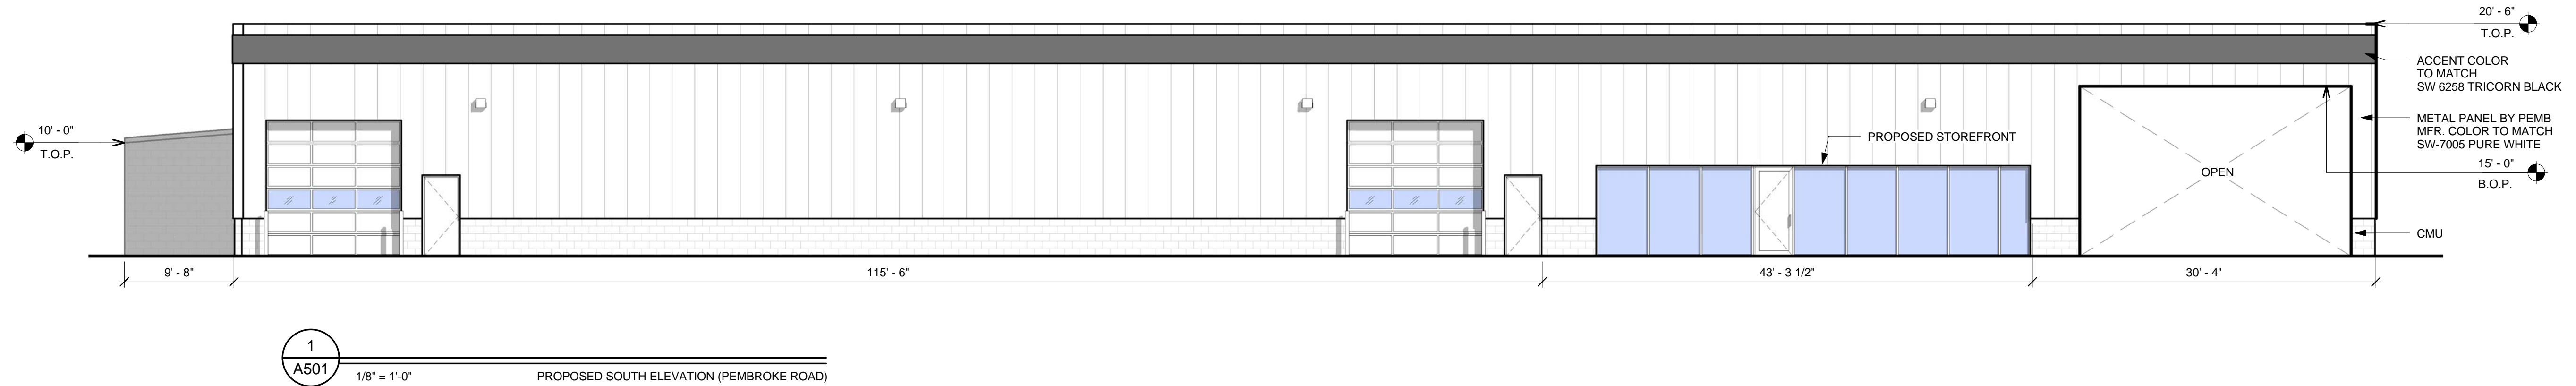 20' - 6"
T.O.P.
ACCENT COLOR
TO MATCH
SW 6258 TRICORN BLACK
METAL PANEL BY PEMB
MFR. COLOR TO MATCH
SW-7005 PURE WHITE
10' - 0"
T.O.P.
PROPOSED STOREFRONT
15' - 0"
B.O.P.
OPEN
CMU
9' - 8"
115' - 6"
43' - 3 1/2"
30' - 4"
1
A501
1/8" = 1'-0"
PROPOSED SOUTH ELEVATION (PEMBROKE ROAD)